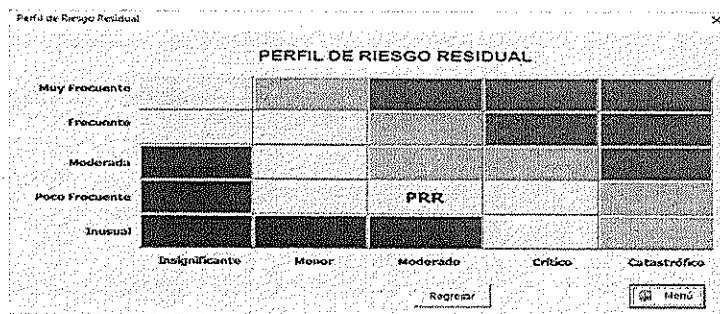 Perfil de Riesgo Residual
PERFIL DE RIESGO RESIDUAL
Muy Frecuente
Frecuente
Moderada
Poco Frecuente
PRR
Inusual
Insignificante Menor Moderado Crítico Catastrófico
Regresar Menú